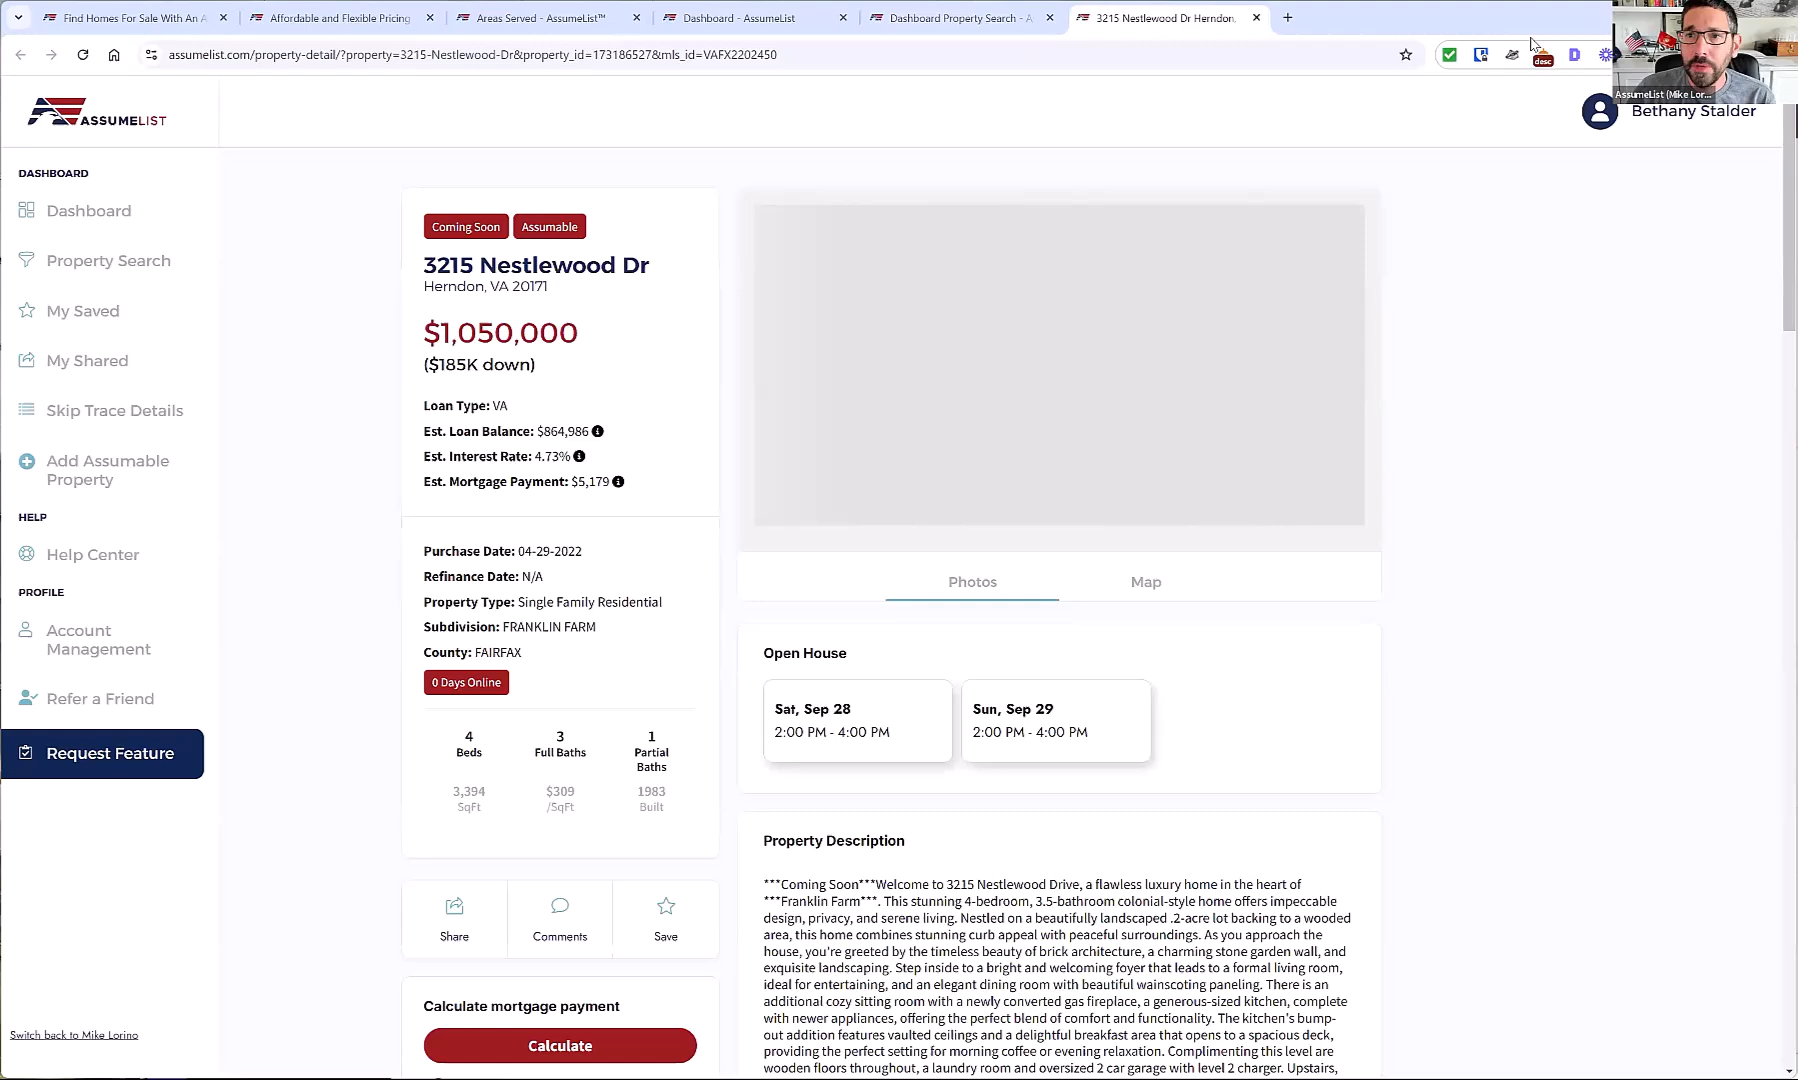 Find Homes For Sale With An A
Affordable and Flexible Pricing
Areas Served - AssumeList™
Dashboard - AssumeList
Dashboard Property Search - A
3215 Nestlewood Dr Herndon,
assumelist.com/property-detail/?property=3215-Nestlewood-Dr&property_id=173186527&mls_id=VAFX2202450
desc
D
AssumeList (Mike Lor...
Bethany Stalder
ASSUMELIST
DASHBOARD
Dashboard
Property Search
My Saved
My Shared
Skip Trace Details
Add Assumable
Property
HELP
Help Center
PROFILE
Account
Management
Refer a Friend
Request Feature
Switch back to Mike Lorino
Coming Soon
Assumable
3215 Nestlewood Dr
Herndon, VA 20171
$1,050,000
($185K down)
Loan Type: VA
Est. Loan Balance: $864,986
Est. Interest Rate: 4.73%
Est. Mortgage Payment: $5,179
Purchase Date: 04-29-2022
Refinance Date: N/A
Property Type: Single Family Residential
Subdivision: FRANKLIN FARM
County: FAIRFAX
0 Days Online
4
Beds
3
Full Baths
1
Partial
Baths
3,394
SqFt
$309
/SqFt
1983
Built
Share
Comments
Save
Calculate mortgage payment
Calculate
Photos
Map
Open House
Sat, Sep 28
2:00 PM - 4:00 PM
Sun, Sep 29
2:00 PM - 4:00 PM
Property Description
***Coming Soon***Welcome to 3215 Nestlewood Drive, a flawless luxury home in the heart of
***Franklin Farm***. This stunning 4-bedroom, 3.5-bathroom colonial-style home offers impeccable
design, privacy, and serene living. Nestled on a beautifully landscaped .2-acre lot backing to a wooded
area, this home combines stunning curb appeal with peaceful surroundings. As you approach the
house, you're greeted by the timeless beauty of brick architecture, a charming stone garden wall, and
exquisite landscaping. Step inside to a bright and welcoming foyer that leads to a formal living room,
ideal for entertaining, and an elegant dining room with beautiful wainscoting paneling. There is an
additional cozy sitting room with a newly converted gas fireplace, a generous-sized kitchen, complete
with newer appliances, offering the perfect blend of comfort and functionality. The kitchen's bump-
out addition features vaulted ceilings and a delightful breakfast area that opens to a spacious deck,
providing the perfect setting for morning coffee or evening relaxation. Complimenting this level are
wooden floors throughout, a laundry room and oversized 2 car garage with level 2 charger. Upstairs,